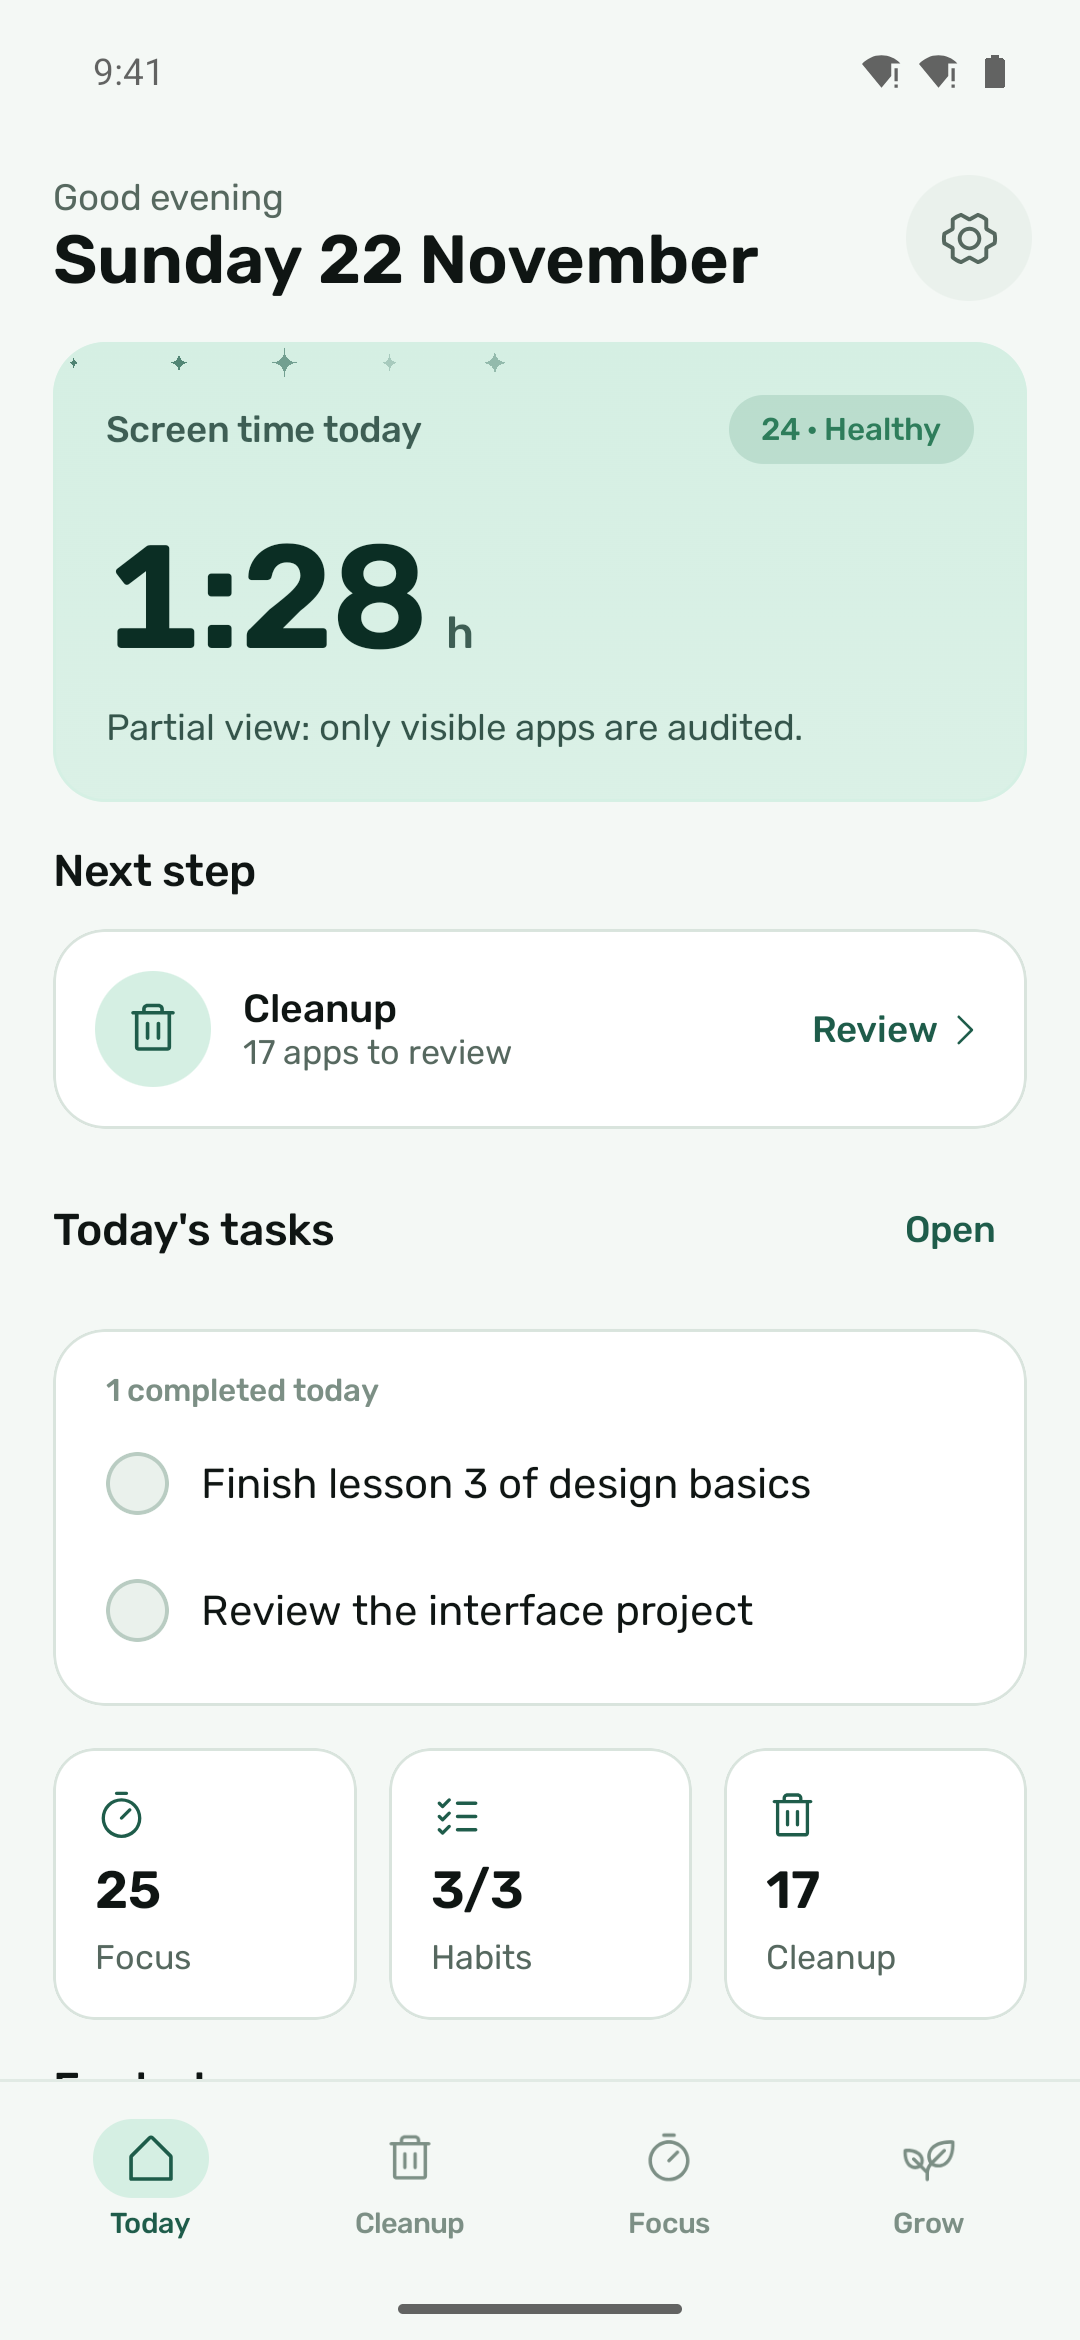 9:41
Good evening
Sunday 22 November
Screen time today
24 • Healthy
1:28 h
Partial view: only visible apps are audited.
Next step
Cleanup
17 apps to review
Review
Today's tasks
Open
1 completed today
Finish lesson 3 of design basics
Review the interface project
25
Focus
3/3
Habits
17
Cleanup
Today
Cleanup
Focus
Grow